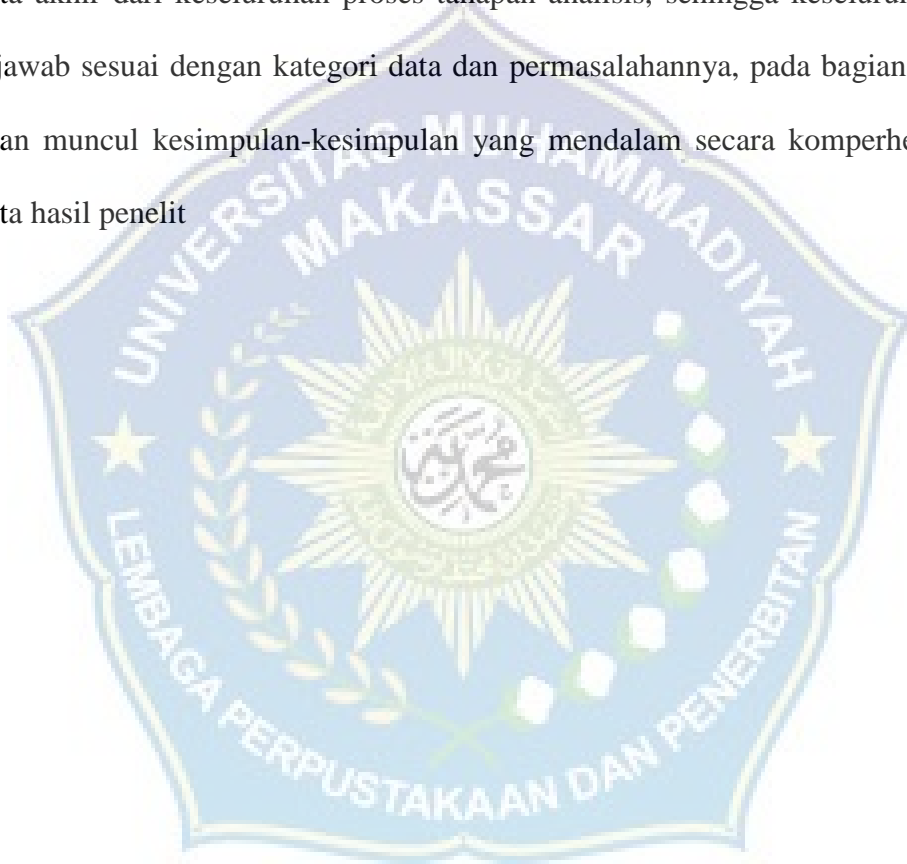 ta akhir dari keseluruhan proses tahapan analisis, sehingga keseluru
jawab sesuai dengan kategori data dan permasalahannya, pada bagian
an muncul kesimpulan-kesimpulan yang mendalam secara komperhe
ta hasil penelit
UNIVERSITAS MUHAMMADIYAH
MAKASSAR
LEMBAGA PERPUSTAKAAN DAN PENERBITAN